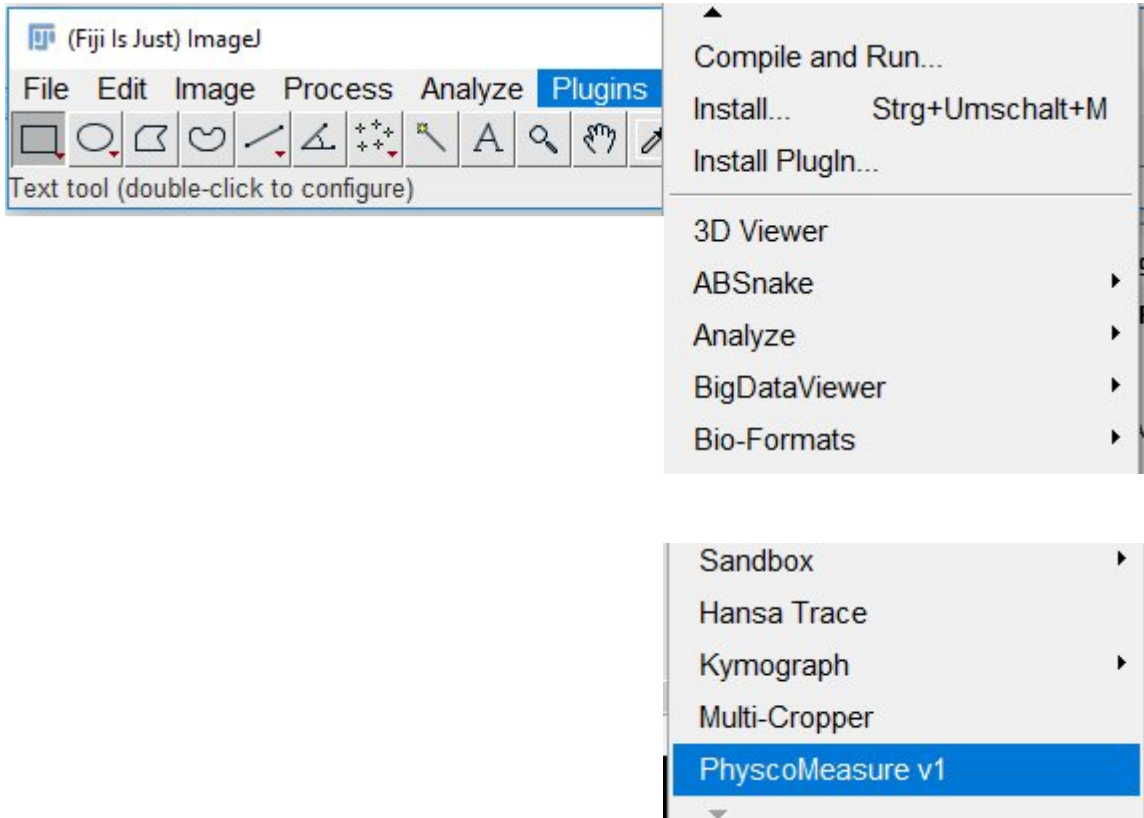 (Fiji Is Just) ImageJ
File Edit Image Process Analyze Plugins
A
Text tool (double-click to configure)
Compile and Run...
Install... Strg+Umschalt+M
Install PlugIn...
3D Viewer
ABSnake
Analyze
BigDataViewer
Bio-Formats
Sandbox
Hansa Trace
Kymograph
Multi-Cropper
PhyscoMeasure v1